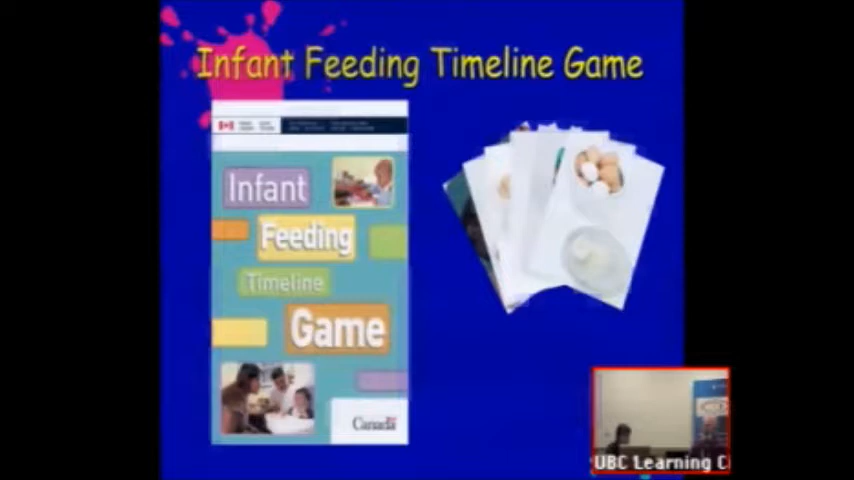 Infant Feeding Timeline Game
Infant
Feeding
Timeline
Game
Canada
UBC Learning C